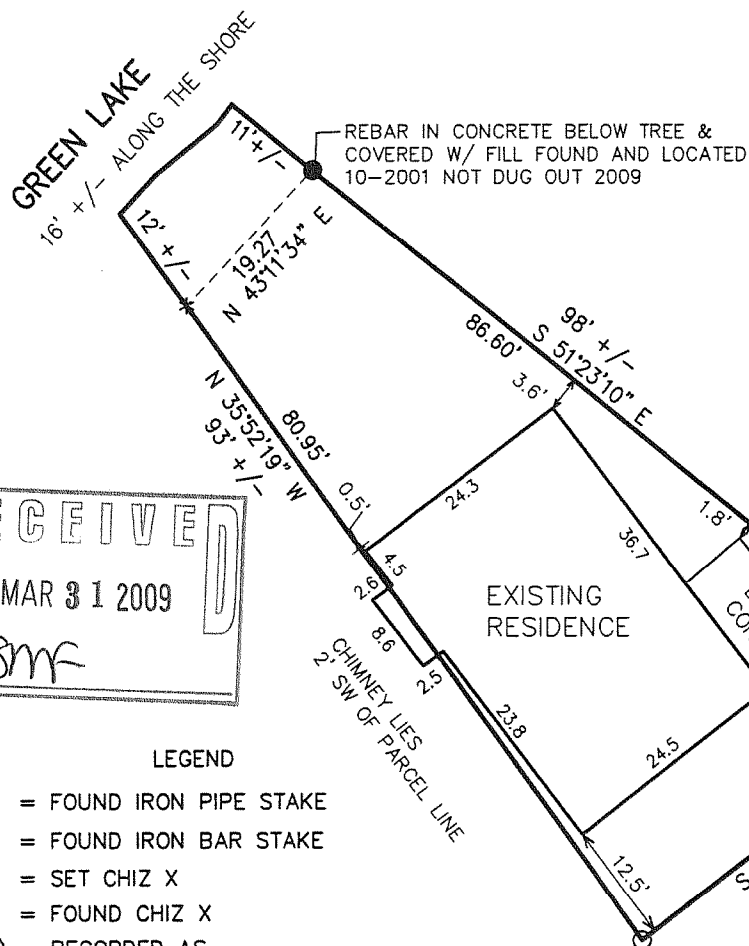 GREEN LAKE
16' +/- ALONG THE SHORE
11'+/-
REBAR IN CONCRETE BELOW TREE &
COVERED W/ FILL FOUND AND LOCATED
10-2001 NOT DUG OUT 2009
12' +/-
19.27
N 43°11'34" E
98' +/-
S 51°23'10" E
86.60'
3.6'
N 35°52'19" W
93' +/-
80.95'
0.5'
24.3
1.8'
36.7
4.5
2.6
8.6
2.5
EXISTING
RESIDENCE
CO
CHIMNEY LIES
2' SW OF PARCEL LINE
23.8
24.5
12.5'
S
ECEIVED
MAR 31 2009
LEGEND
= FOUND IRON PIPE STAKE
= FOUND IRON BAR STAKE
= SET CHIZ X
= FOUND CHIZ X
= RECORDED AS